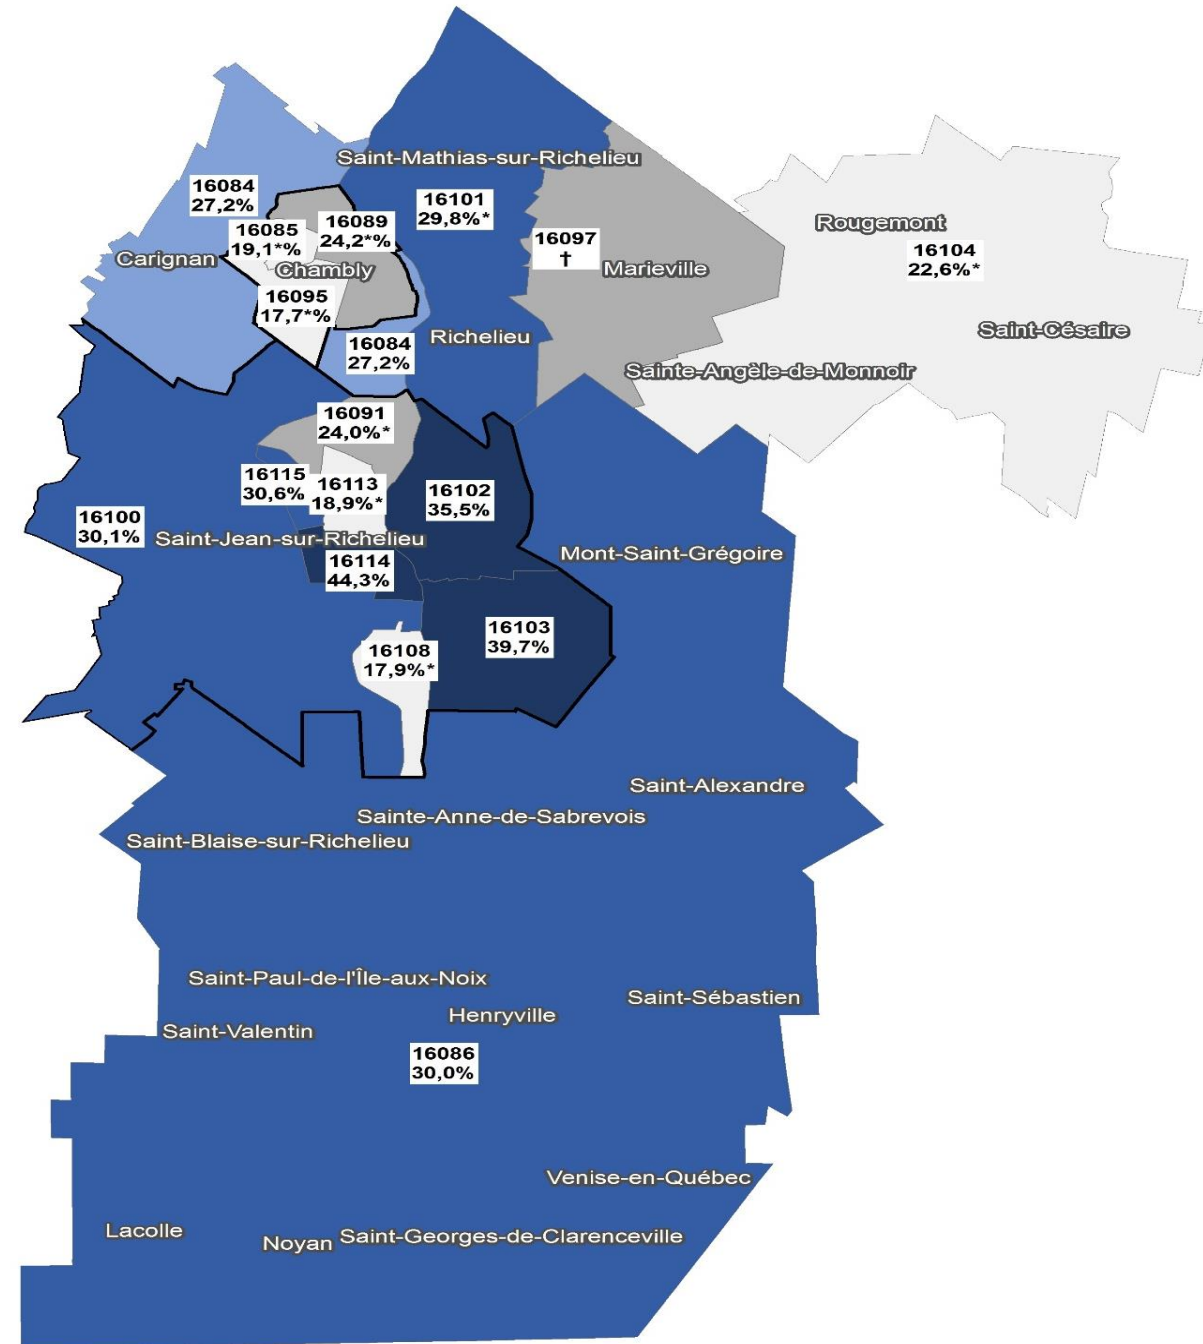 Saint-Mathias-sur-Richelieu
16084
27,2%
16101
29,8%*
16089
24,2*%
16085
19,1*%
Rougemont
16097
†
16104
22,6%*
Carignan
Chambly
Marieville
16095
17,7*%
Richelieu
Saint-Césaire
16084
27,2%
Sainte-Angèle-de-Monnoir
16091
24,0%*
16115
30,6%
16113
18,9%*
16102
35,5%
16100
30,1%
Saint-Jean-sur-Richelieu
Mont-Saint-Grégoire
16114
44,3%
16103
39,7%
16108
17,9%*
Saint-Alexandre
Sainte-Anne-de-Sabrevois
Saint-Blaise-sur-Richelieu
Saint-Paul-de-l'Île-aux-Noix
Saint-Sébastien
Henryville
Saint-Valentin
16086
30,0%
Venise-en-Québec
Lacolle
Noyan
Saint-Georges-de-Clarenceville